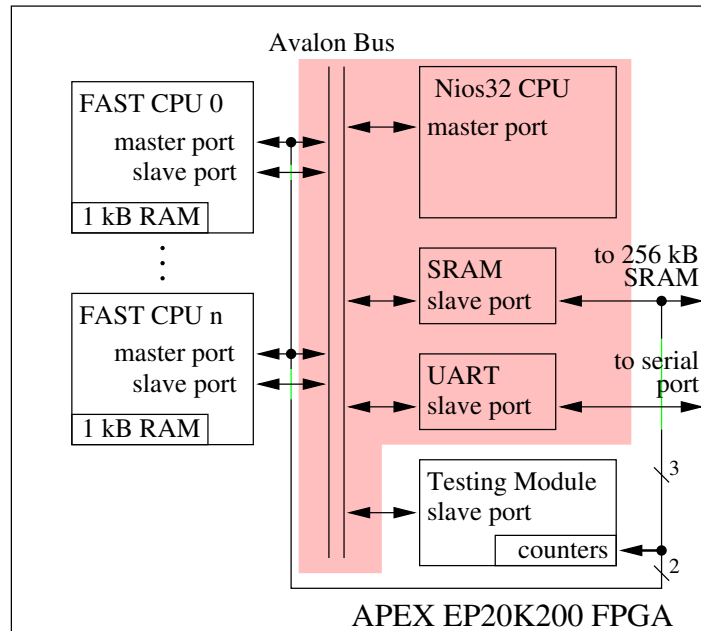 Avalon Bus
FAST CPU 0
master port
slave port
1 kB RAM
FAST CPU n
master port
slave port
1 kB RAM
Nios32 CPU
master port
SRAM
slave port
to 256 kB
SRAM
UART
slave port
to serial
port
Testing Module
slave port
counters
3
2
APEX EP20K200 FPGA